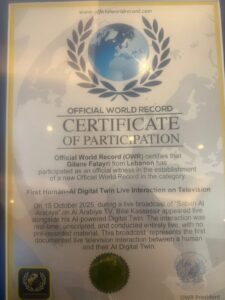 www.officialworldrecord.com
OFFICIAL WORLD RECORD
CERTIFICATE
OF PARTICIPATION
Official World Record (OWR) certifies that
Gilane Fatayri from Lebanon has
participated as an official witness in the establishment
of a new Official World Record in the category:
First Human–AI Digital Twin Live Interaction on Television
On 15 October 2025, during a live broadcast of "Sabah Al
Arabiya" on Al Arabiya TV, Bilal Kasassar appeared live
alongside his AI-powered Digital Twin. The interaction was
real-time, unscripted, and conducted entirely live, with no
pre-recorded material. This broadcast represents the first
documented live television interaction between a human
and their AI Digital Twin.
OWR President